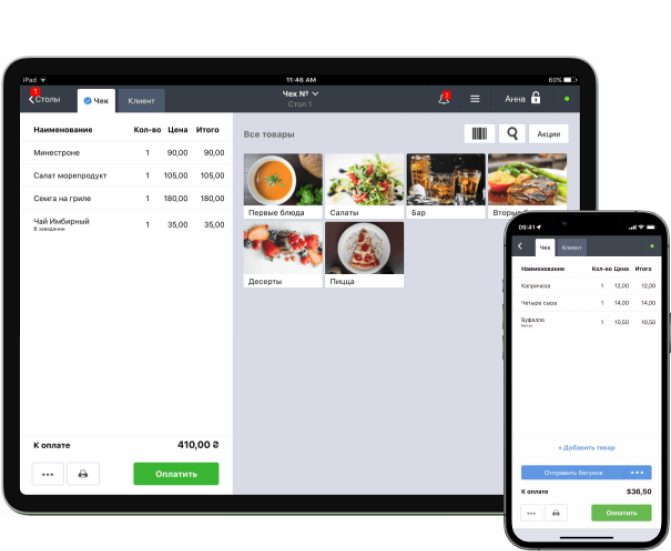 iPad
11:46 AM
60%
1
Столы
Чек
Клиент
Чек №
Стол 1
Анна
Наименование Кол-во Цена Итого
Минестроне 1 90,00 90,00
Салат морепродукт 1 105,00 105,00
Семга на гриле 1 180,00 180,00
Чай Имбирный 1 35,00 35,00
В заведении
К оплате 410,00 ₴
Оплатить
Все товары
Акции
Первые блюда
Салаты
Бар
Вторые
Десерты
Пицца
09:41
Чек
Клиент
Наименование Кол-во Цена Итого
Капричеза 1 12,00 12,00
Четыре сыра 1 14,00 14,00
Буфалло 1 10,50 10,50
+ Добавить товар
Отправить бегунок
К оплате $36,50
Оплатить